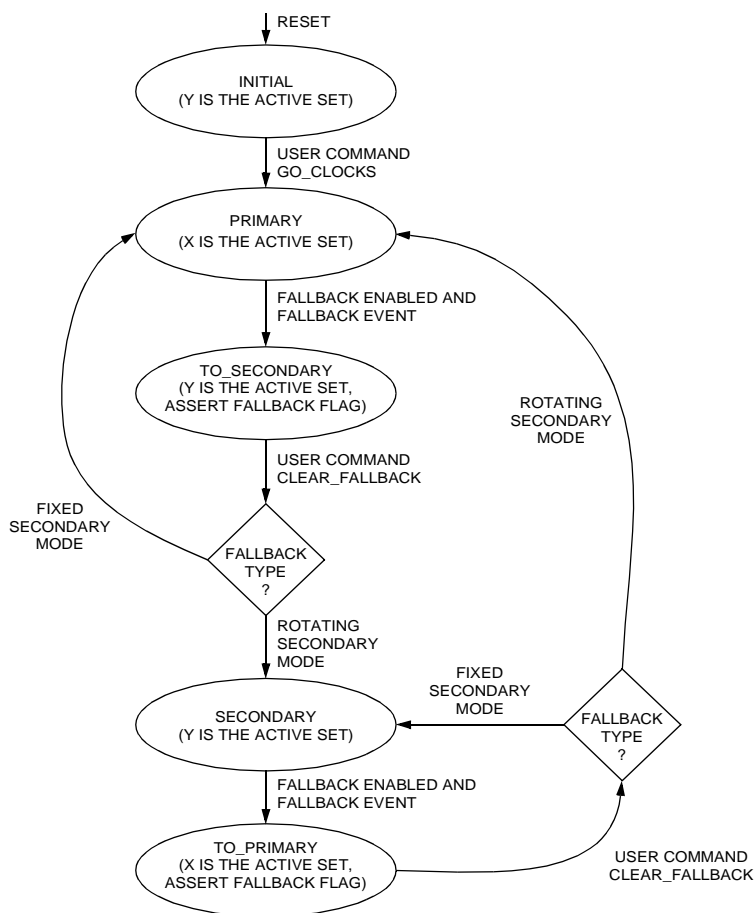 RESET
INITIAL
(Y IS THE ACTIVE SET)
USER COMMAND
GO_CLOCKS
PRIMARY
(X IS THE ACTIVE SET)
FALLBACK ENABLED AND
FALLBACK EVENT
TO_SECONDARY
(Y IS THE ACTIVE SET,
ASSERT FALLBACK FLAG)
ROTATING
SECONDARY
MODE
USER COMMAND
CLEAR_FALLBACK
FIXED
SECONDARY
MODE
FALLBACK
TYPE
?
ROTATING
SECONDARY
MODE
FIXED
SECONDARY
MODE
SECONDARY
(Y IS THE ACTIVE SET)
FALLBACK
TYPE
?
FALLBACK ENABLED AND
FALLBACK EVENT
TO_PRIMARY
(X IS THE ACTIVE SET,
ASSERT FALLBACK FLAG)
USER COMMAND
CLEAR_FALLBACK